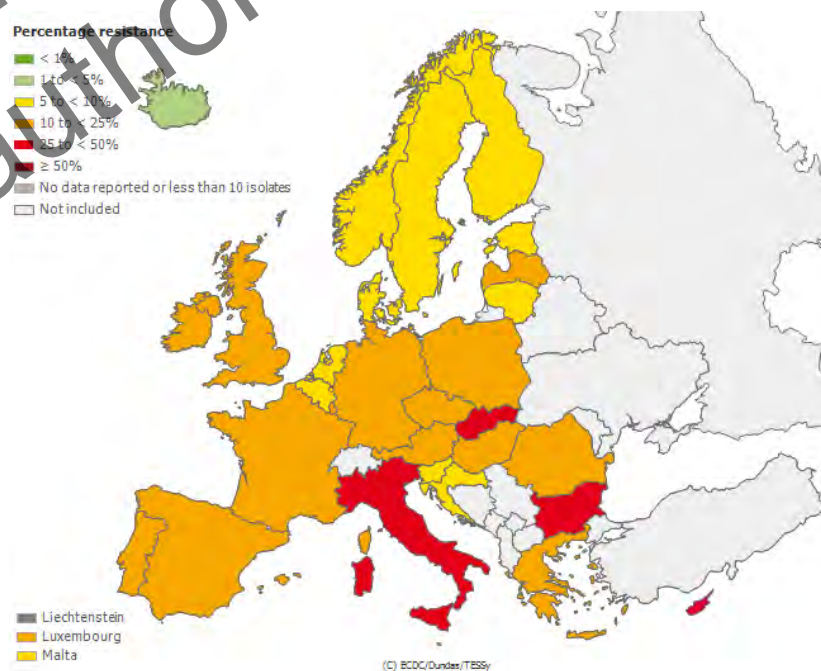 author
Percentage resistance
< 1%
1 to < 5%
5 to < 10%
10 to < 25%
25 to < 50%
≥ 50%
No data reported or less than 10 isolates
Not included
Liechtenstein
Luxembourg
Malta
(C) ECDC/Dundas/TESSy